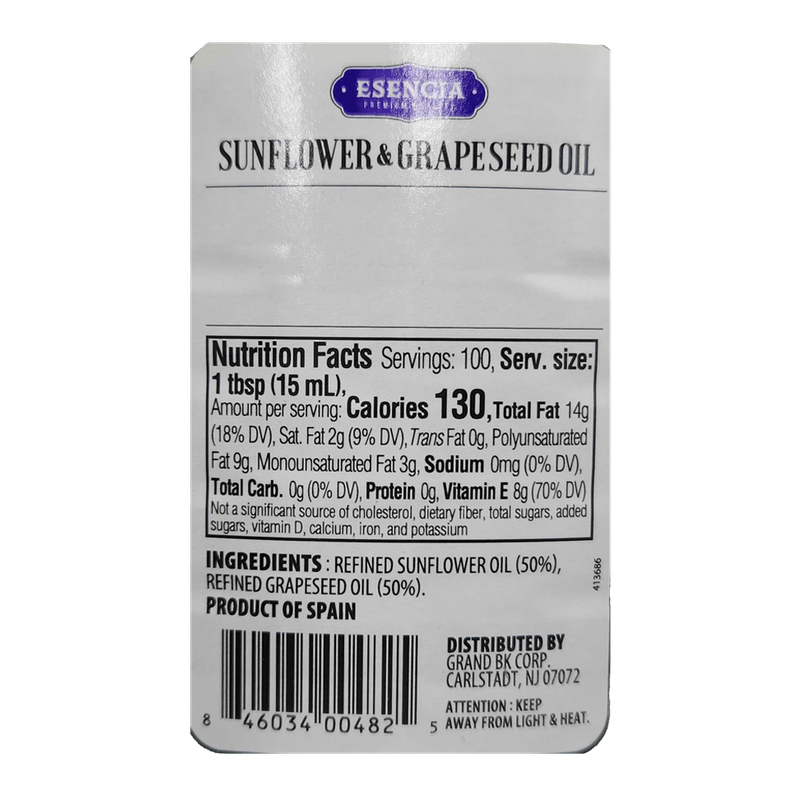 ESENCIA
PREMIUM
SUNFLOWER & GRAPESEED OIL
Nutrition Facts Servings: 100, Serv. size:
1 tbsp (15 mL),
Amount per serving: Calories 130, Total Fat 14g
(18% DV), Sat. Fat 2g (9% DV), Trans Fat 0g, Polyunsaturated
Fat 9g, Monounsaturated Fat 3g, Sodium 0mg (0% DV),
Total Carb. 0g (0% DV), Protein 0g, Vitamin E 8g (70% DV)
Not a significant source of cholesterol, dietary fiber, total sugars, added
sugars, vitamin D, calcium, iron, and potassium
INGREDIENTS : REFINED SUNFLOWER OIL (50%),
REFINED GRAPESEED OIL (50%).
PRODUCT OF SPAIN
413686
8 46034 00482 5
DISTRIBUTED BY
GRAND BK CORP.
CARLSTADT, NJ 07072
ATTENTION : KEEP
AWAY FROM LIGHT & HEAT.